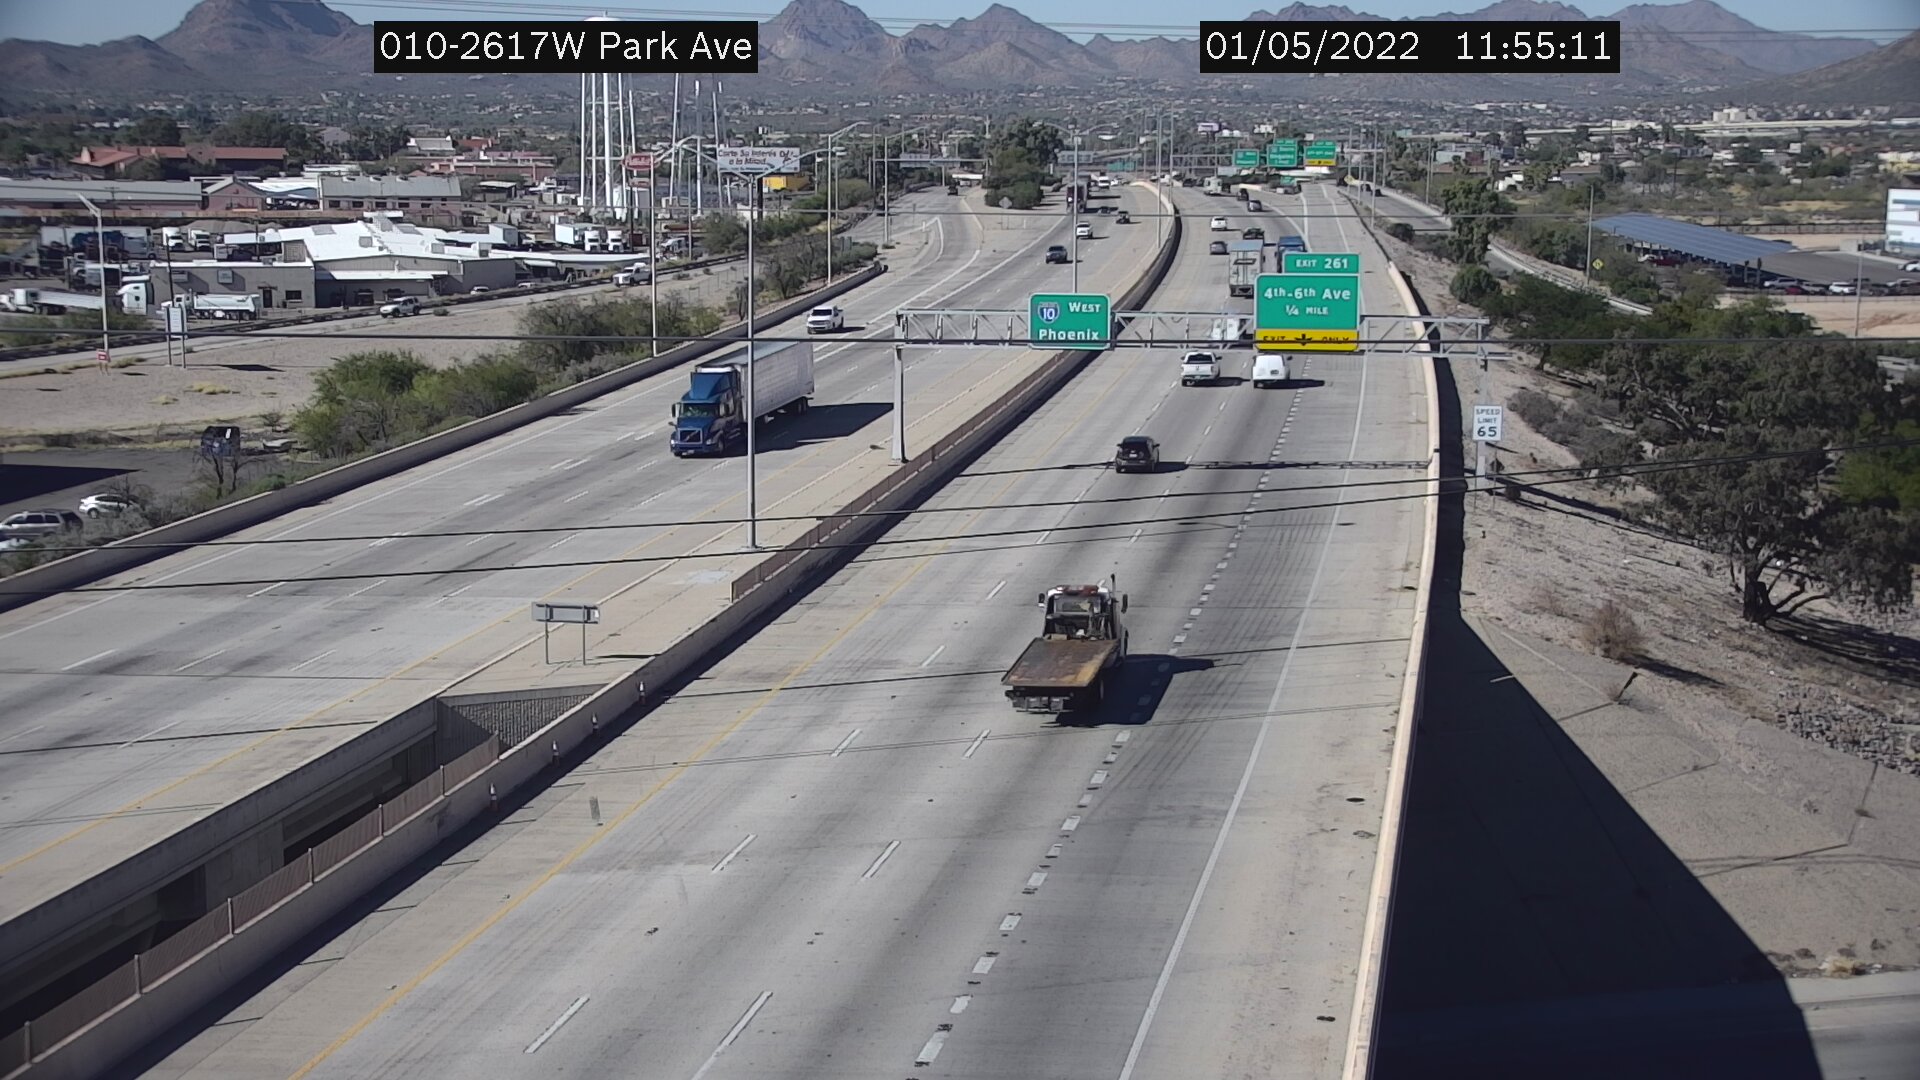 010-2617W Park Ave
01/05/2022 11:55:11
EXIT 261
4th-6th Ave
1/4 MILE
EXIT ONLY
10 WEST
Phoenix
SPEED
LIMIT
65